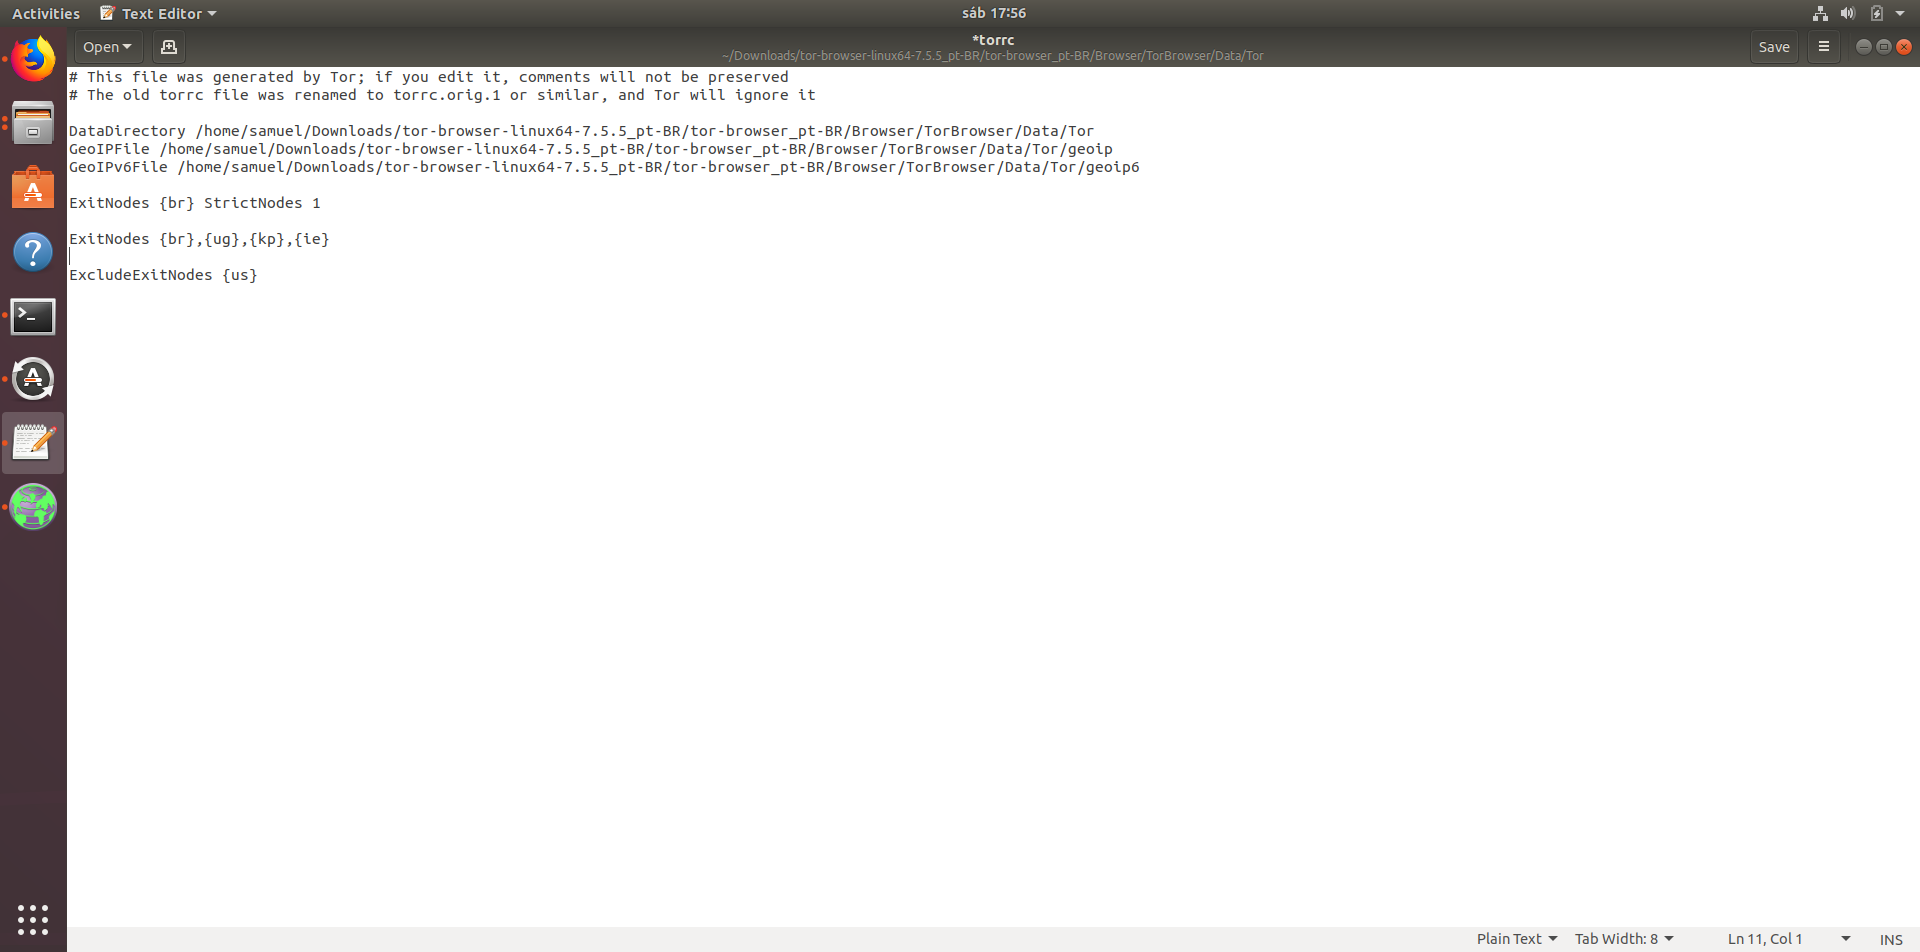 Activities Text Editor sáb 17:56
Open *torrc Save
~/Downloads/tor-browser-linux64-7.5.5_pt-BR/tor-browser_pt-BR/Browser/TorBrowser/Data/Tor
# This file was generated by Tor; if you edit it, comments will not be preserved
# The old torrc file was renamed to torrc.orig.1 or similar, and Tor will ignore it
DataDirectory /home/samuel/Downloads/tor-browser-linux64-7.5.5_pt-BR/tor-browser_pt-BR/Browser/TorBrowser/Data/Tor
GeoIPFile /home/samuel/Downloads/tor-browser-linux64-7.5.5_pt-BR/tor-browser_pt-BR/Browser/TorBrowser/Data/Tor/geoip
GeoIPv6File /home/samuel/Downloads/tor-browser-linux64-7.5.5_pt-BR/tor-browser_pt-BR/Browser/TorBrowser/Data/Tor/geoip6
ExitNodes {br} StrictNodes 1
ExitNodes {br},{ug},{kp},{ie}
ExcludeExitNodes {us}
Plain Text Tab Width: 8 Ln 11, Col 1 INS